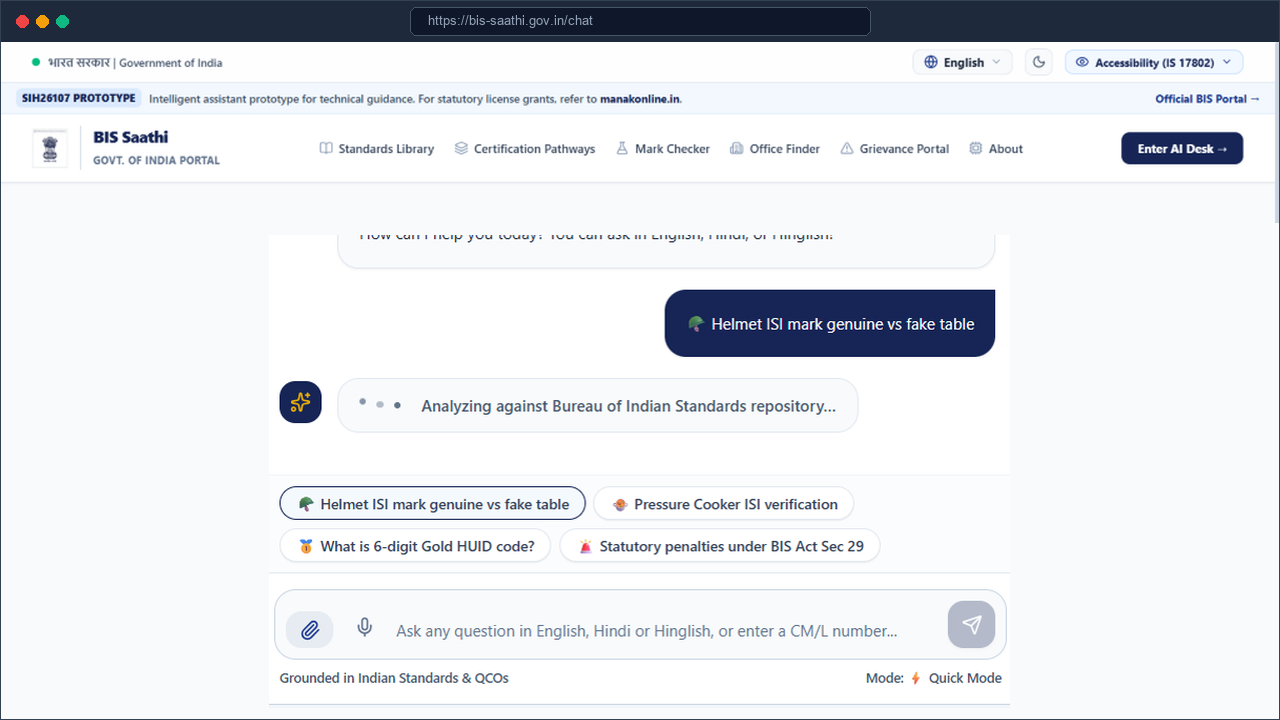 https://bis-saathi.gov.in/chat
भारत सरकार | Government of India
English
Accessibility (IS 17802)
SIH26107 PROTOTYPE Intelligent assistant prototype for technical guidance. For statutory license grants, refer to manakonline.in.
Official BIS Portal →
BIS Saathi
GOVT. OF INDIA PORTAL
Standards Library
Certification Pathways
Mark Checker
Office Finder
Grievance Portal
About
Enter AI Desk →
How can I help you today? You can ask in English, Hindi, or Hinglish!
Helmet ISI mark genuine vs fake table
Analyzing against Bureau of Indian Standards repository...
Helmet ISI mark genuine vs fake table
Pressure Cooker ISI verification
What is 6-digit Gold HUID code?
Statutory penalties under BIS Act Sec 29
Ask any question in English, Hindi or Hinglish, or enter a CM/L number...
Grounded in Indian Standards & QCOs
Mode: ⚡ Quick Mode